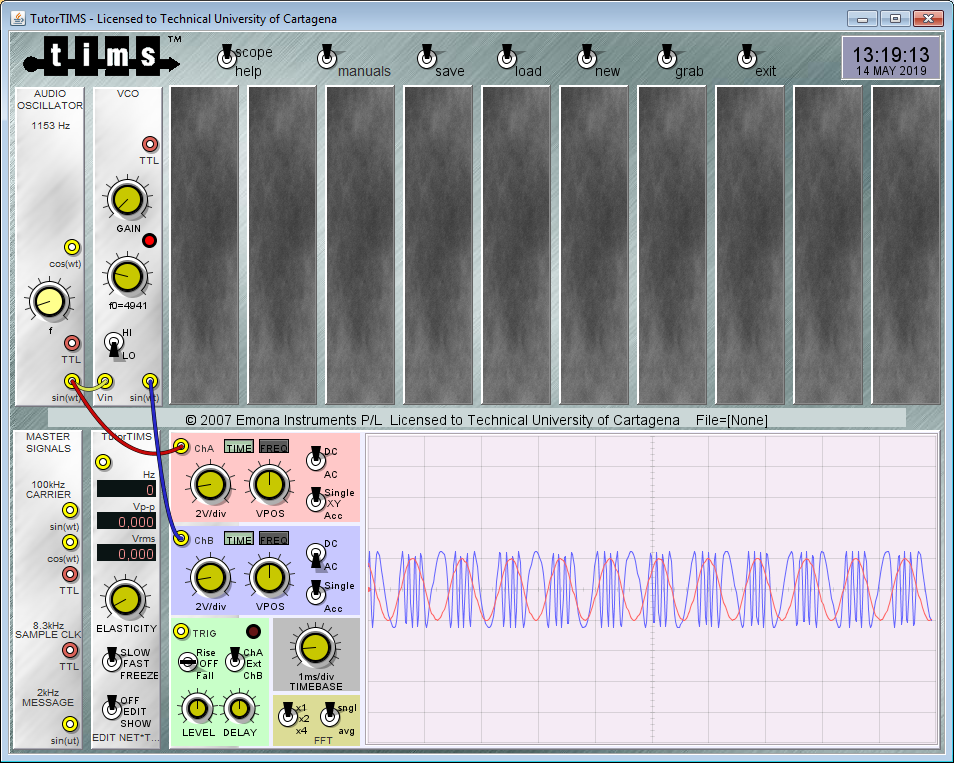 TutorTIMS - Licensed to Technical University of Cartagena
tims TM
scope
help
manuals
save
load
new
grab
exit
13:19:13
14 MAY 2019
AUDIO
OSCILLATOR
1153 Hz
cos(wt)
f
TTL
sin(wt)
VCO
TTL
GAIN
f0=4941
HI
LO
Vin
sin(wt)
© 2007 Emona Instruments P/L Licensed to Technical University of Cartagena File=[None]
MASTER
SIGNALS
100kHz
CARRIER
sin(wt)
cos(wt)
TTL
8.3kHz
SAMPLE CLK
TTL
2kHz
MESSAGE
sin(ut)
TutorTIMS
Hz
0
Vp-p
0,000
Vrms
0,000
ELASTICITY
SLOW
FAST
FREEZE
OFF
EDIT
SHOW
EDIT NET*T...
ChA
TIME
FREQ
DC
AC
2V/div
VPOS
Single
XY
Acc
ChB
TIME
FREQ
DC
AC
2V/div
VPOS
Single
Acc
TRIG
Rise
OFF
Fall
ChA
Ext
ChB
LEVEL
DELAY
1ms/div
TIMEBASE
x1
x2
x4
sngl
avg
FFT